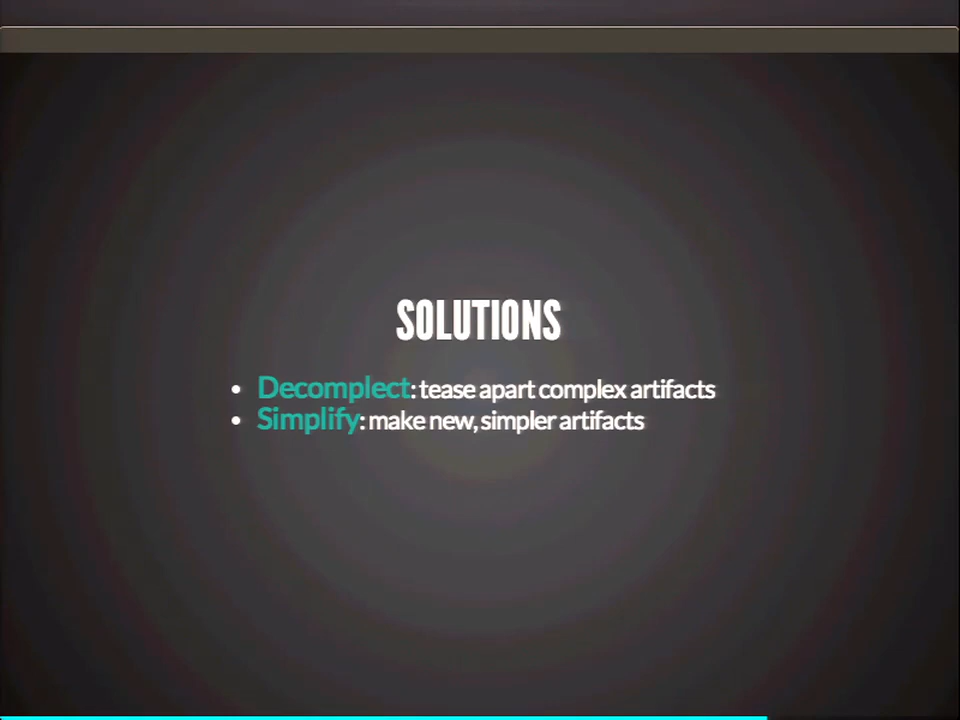 SOLUTIONS
• Decomplect: tease apart complex artifacts
• Simplify: make new, simpler artifacts